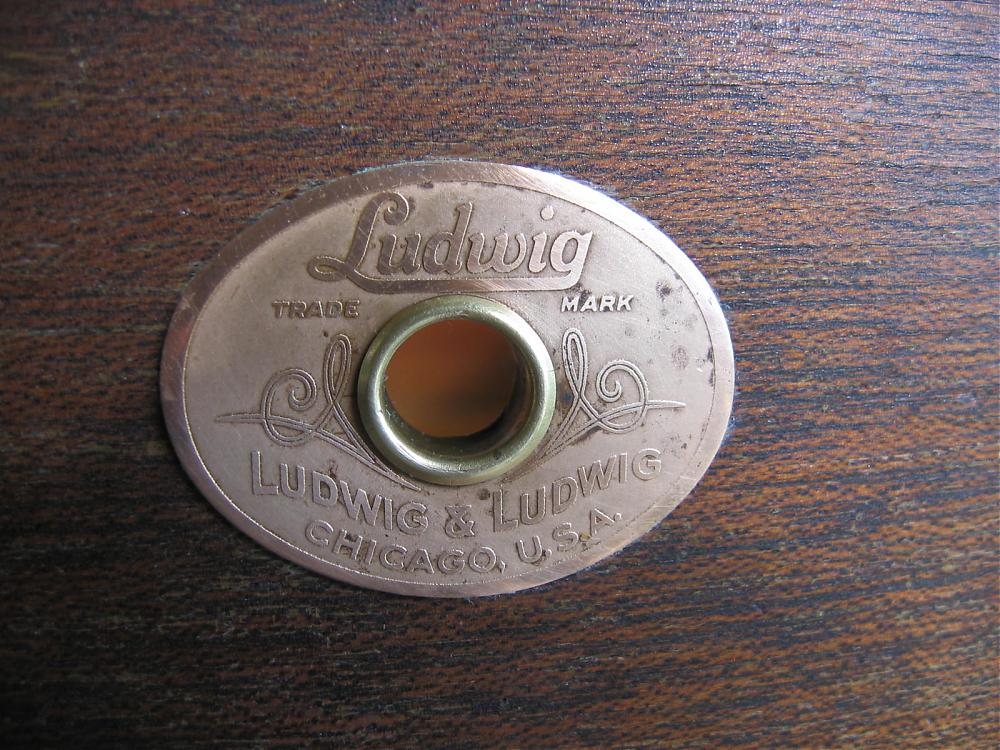 Ludwig
TRADE MARK
LUDWIG & LUDWIG
CHICAGO, U.S.A.